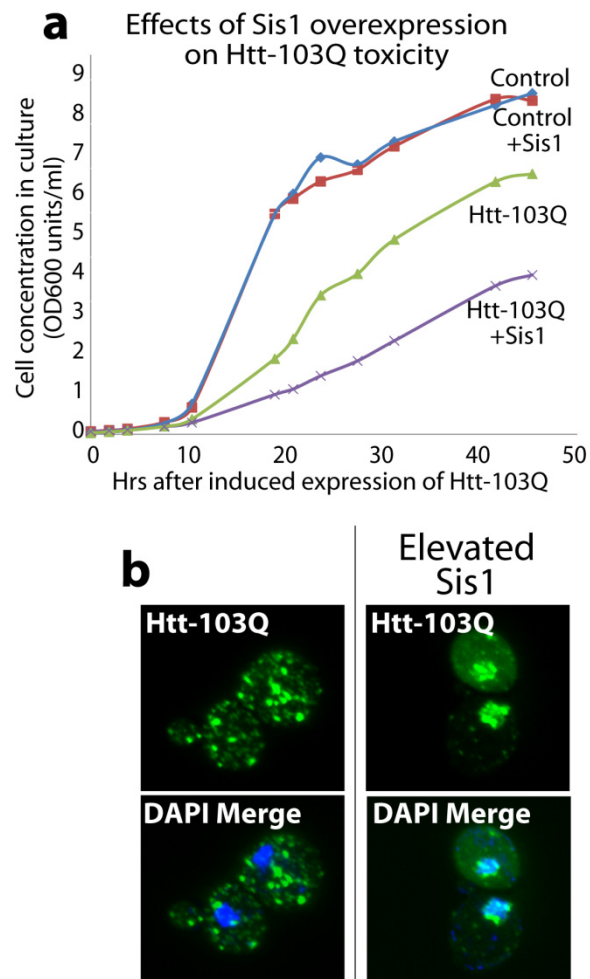 a
Effects of Sis1 overexpression
on Htt-103Q toxicity
Cell concentration in culture
(OD600 units/ml)
9
8
7
6
5
4
3
2
1
0
Control
Control
+Sis1
Htt-103Q
Htt-103Q
+Sis1
0 10 20 30 40 50
Hrs after induced expression of Htt-103Q
b
Elevated
Sis1
Htt-103Q
Htt-103Q
DAPI Merge
DAPI Merge